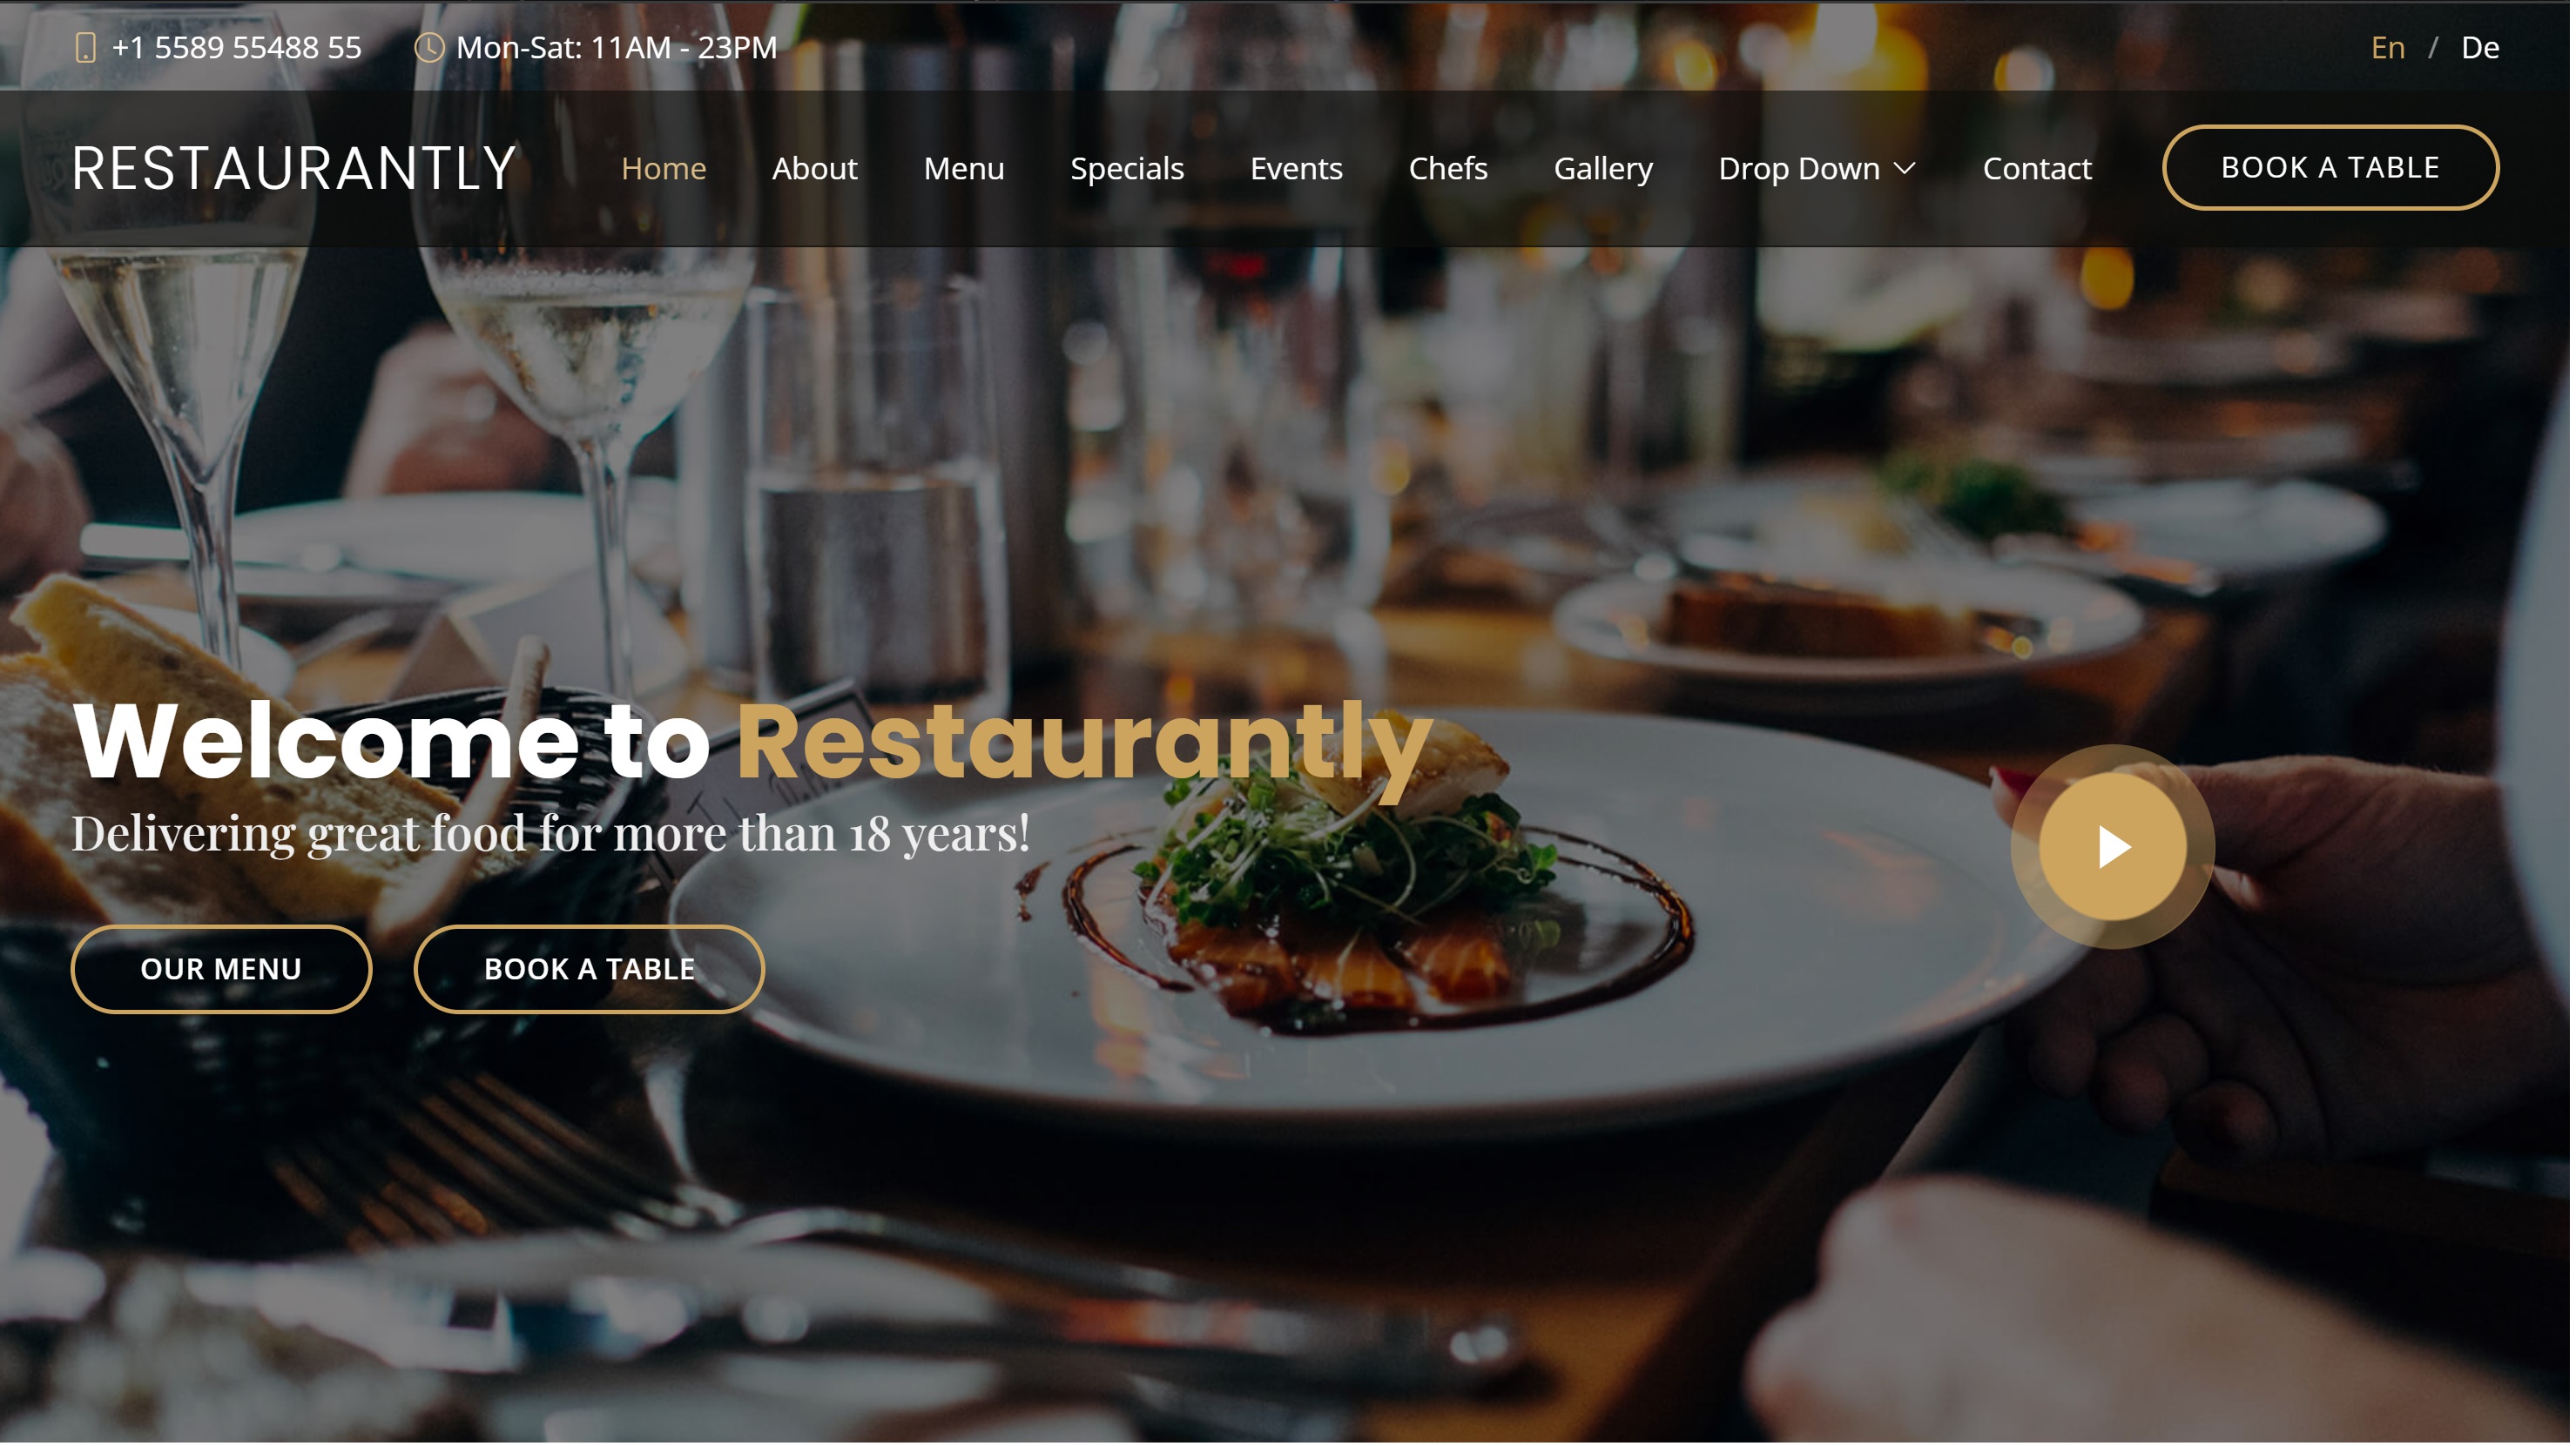 +1 5589 55488 55 Mon-Sat: 11AM - 23PM En / De
RESTAURANTLY Home About Menu Specials Events Chefs Gallery Drop Down Contact BOOK A TABLE
Welcome to Restaurantly
Delivering great food for more than 18 years!
OUR MENU BOOK A TABLE